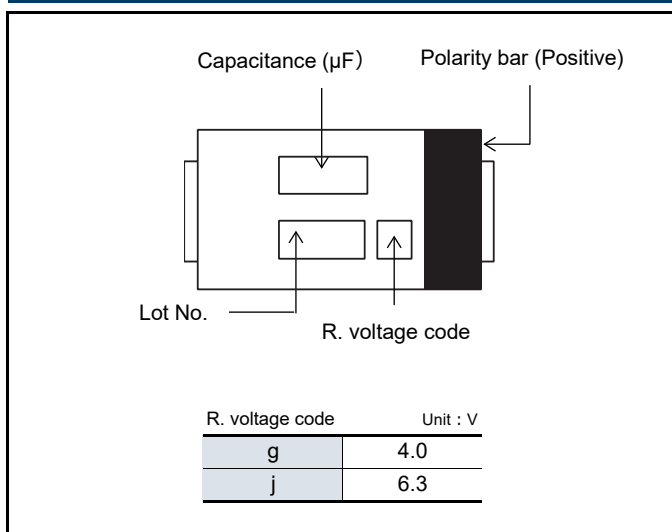 Capacitance (μF)
Polarity bar (Positive)
Lot No.
R. voltage code
R. voltage code Unit : V
g 4.0
j 6.3